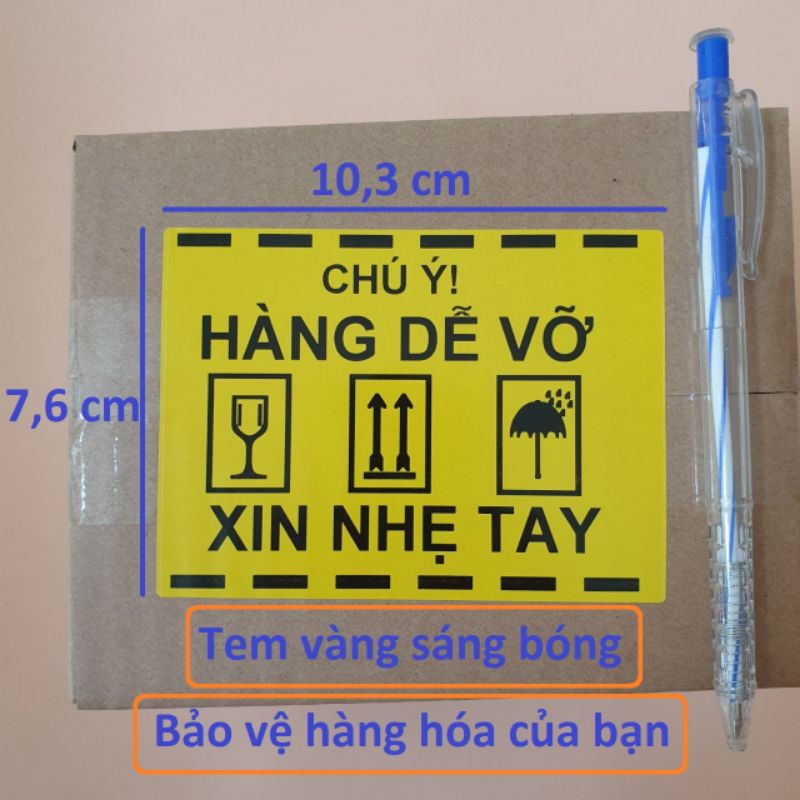 10,3 cm
CHÚ Ý!
HÀNG DỄ VỠ
7,6 cm
XIN NHẸ TAY
Tem vàng sáng bóng
Bảo vệ hàng hóa của bạn